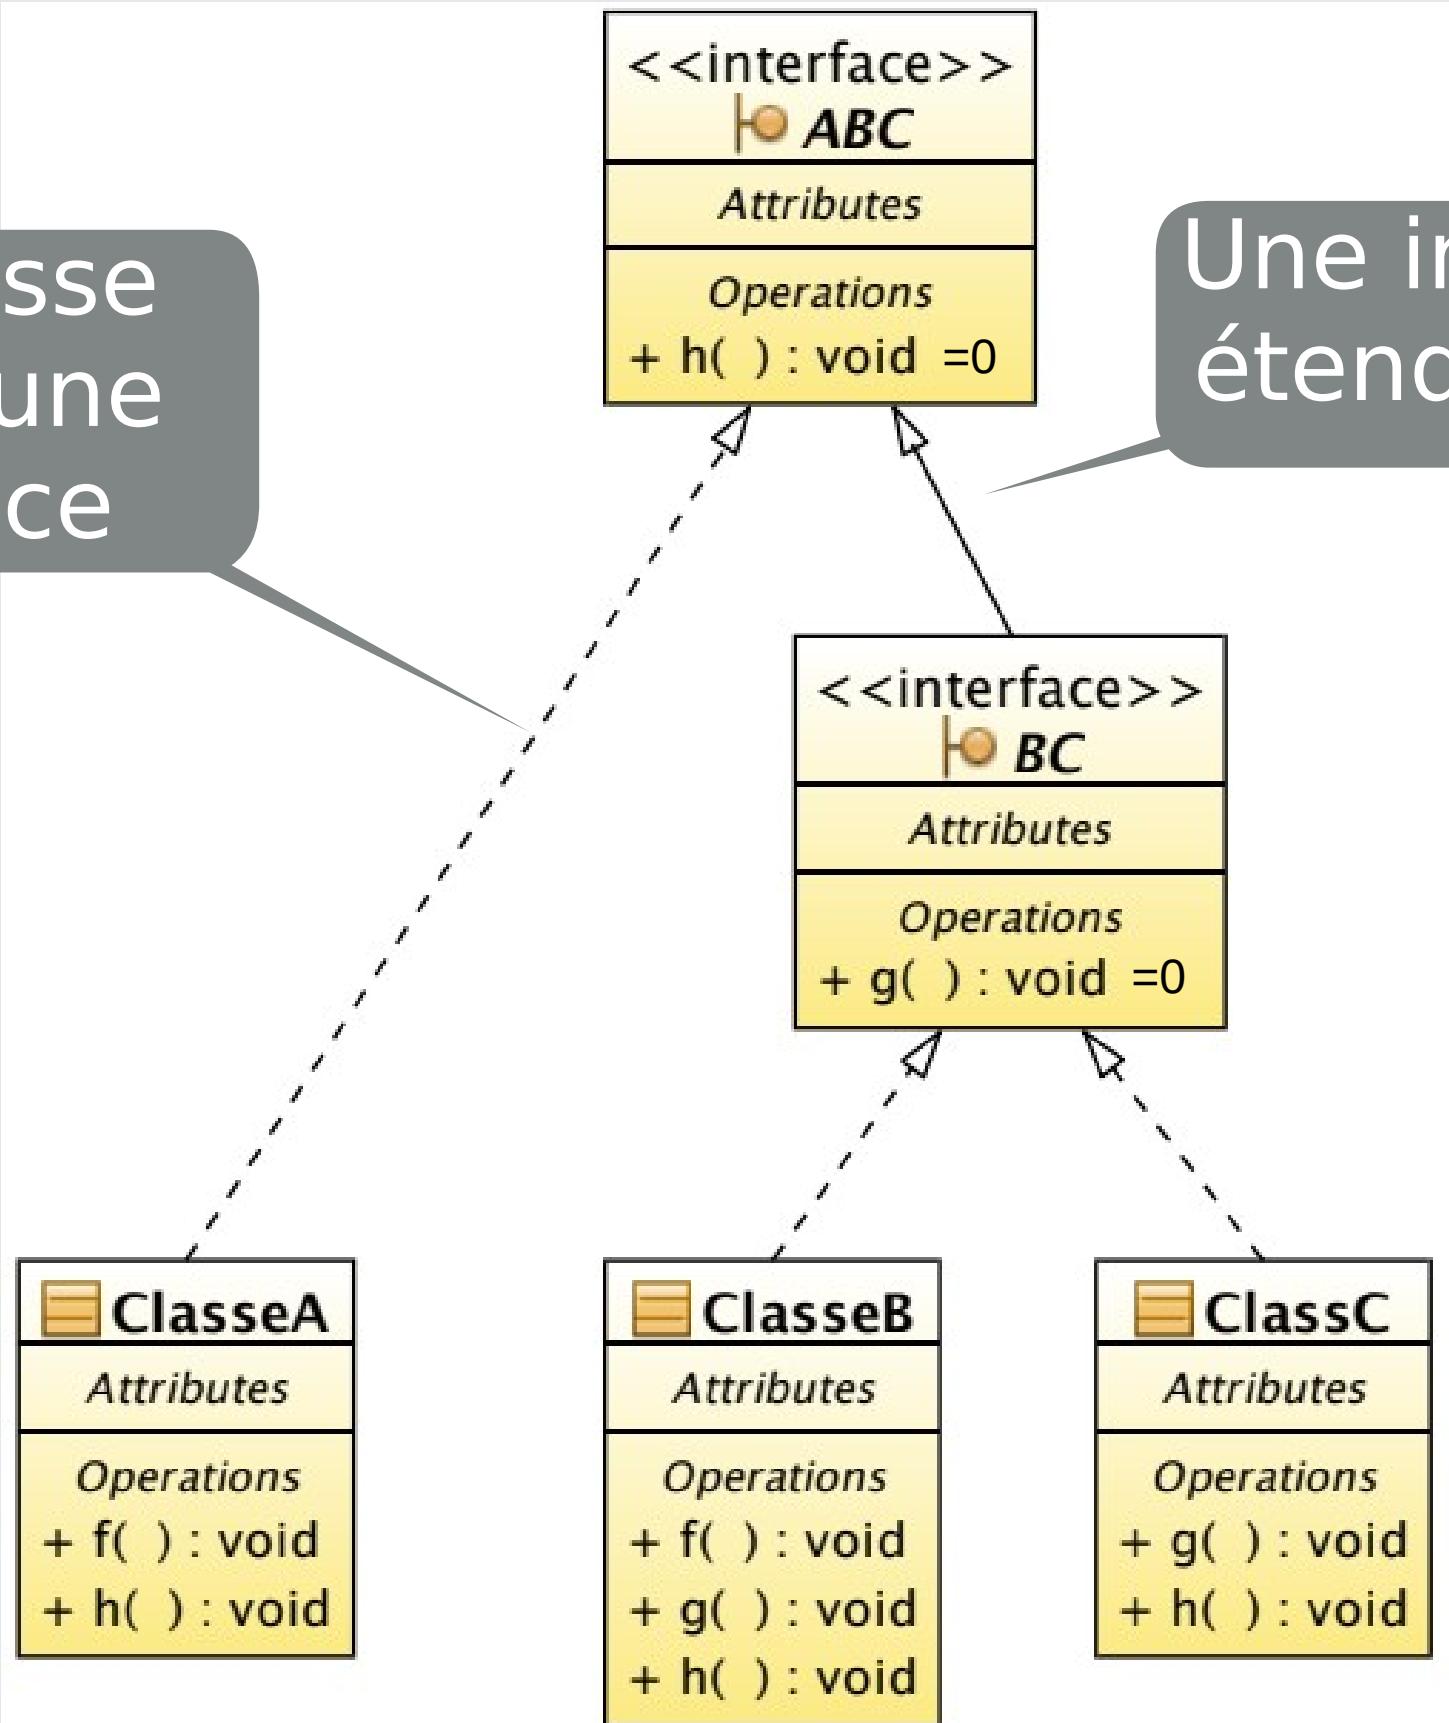 <<interface>>
ABC
Attributes
Operations
+ h( ) : void =0
sse
une
ce
Une
étend
<<interface>>
BC
Attributes
Operations
+ g( ) : void =0
ClasseA
Attributes
Operations
+ f( ) : void
+ h( ) : void
ClasseB
Attributes
Operations
+ f( ) : void
+ g( ) : void
+ h( ) : void
ClassC
Attributes
Operations
+ g( ) : void
+ h( ) : void